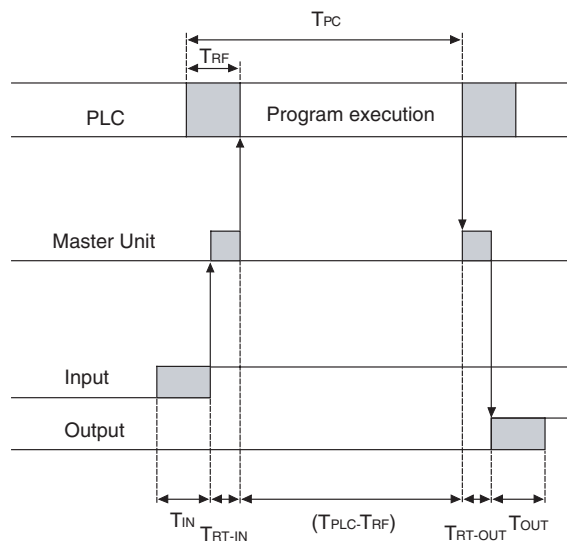 TPC
TRF
PLC Program execution
Master Unit
Input
Output
TIN TRT-IN (TPLC-TRF) TRT-OUT TOUT